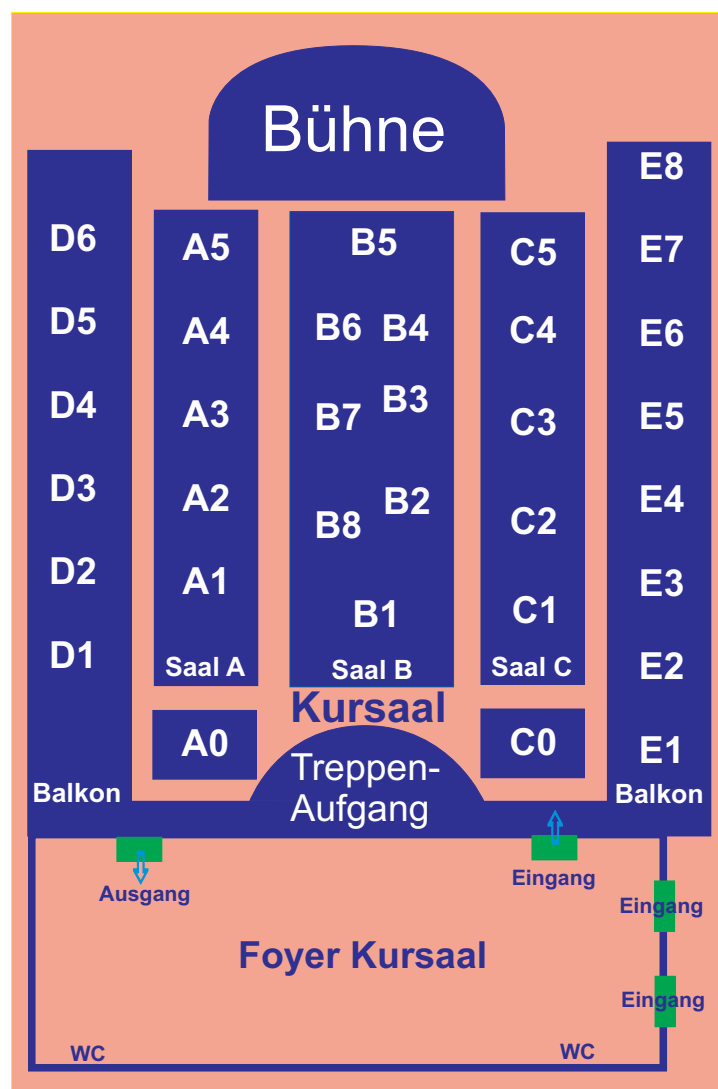 Bühne
D6
D5
D4
D3
D2
D1
Balkon
A5
A4
A3
A2
A1
Saal A
A0
B5
B6 B4
B7 B3
B8 B2
B1
Saal B
C5
C4
C3
C2
C1
Saal C
C0
E8
E7
E6
E5
E4
E3
E2
E1
Balkon
Kursaal
Treppen-
Aufgang
Ausgang
Eingang
Eingang
Foyer Kursaal
Eingang
WC
WC